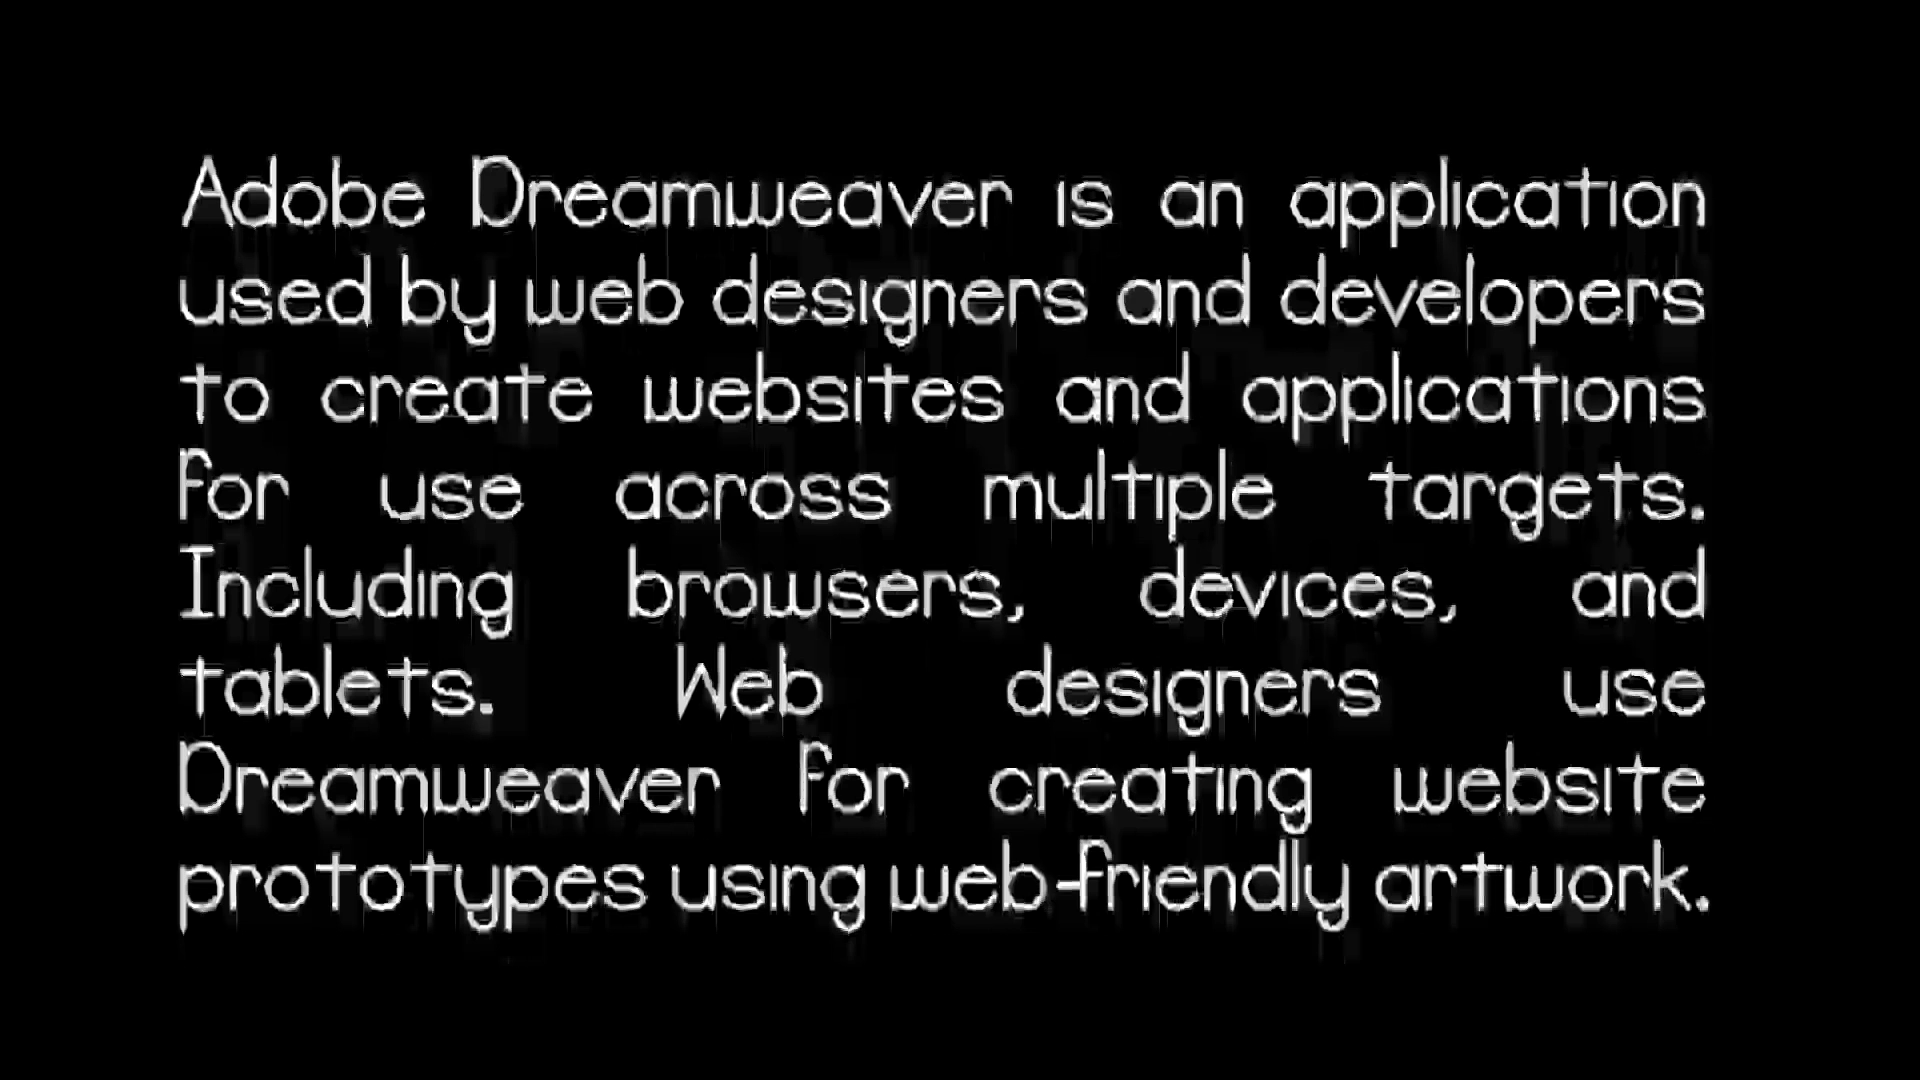 Adobe Dreamweaver is an application
used by web designers and developers
to create websites and applications
for use across multiple targets.
Including browsers, devices, and
tablets. Web designers use
Dreamweaver for creating website
prototypes using web-friendly artwork.